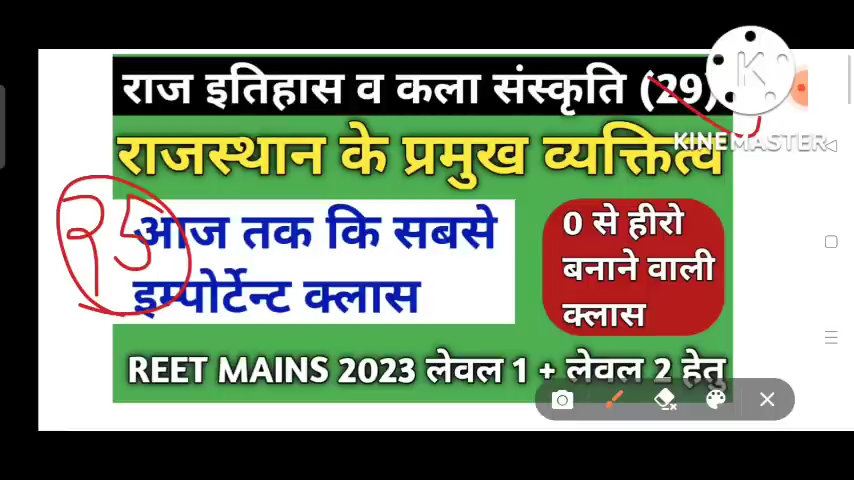 राज इतिहास व कला संस्कृति (29)
KINEMASTER
राजस्थान के प्रमुख व्यक्तित्व
आज तक कि सबसे
इम्पोर्टेन्ट क्लास
0 से हीरो
बनाने वाली
क्लास
REET MAINS 2023 लेवल 1 + लेवल 2 हेतु